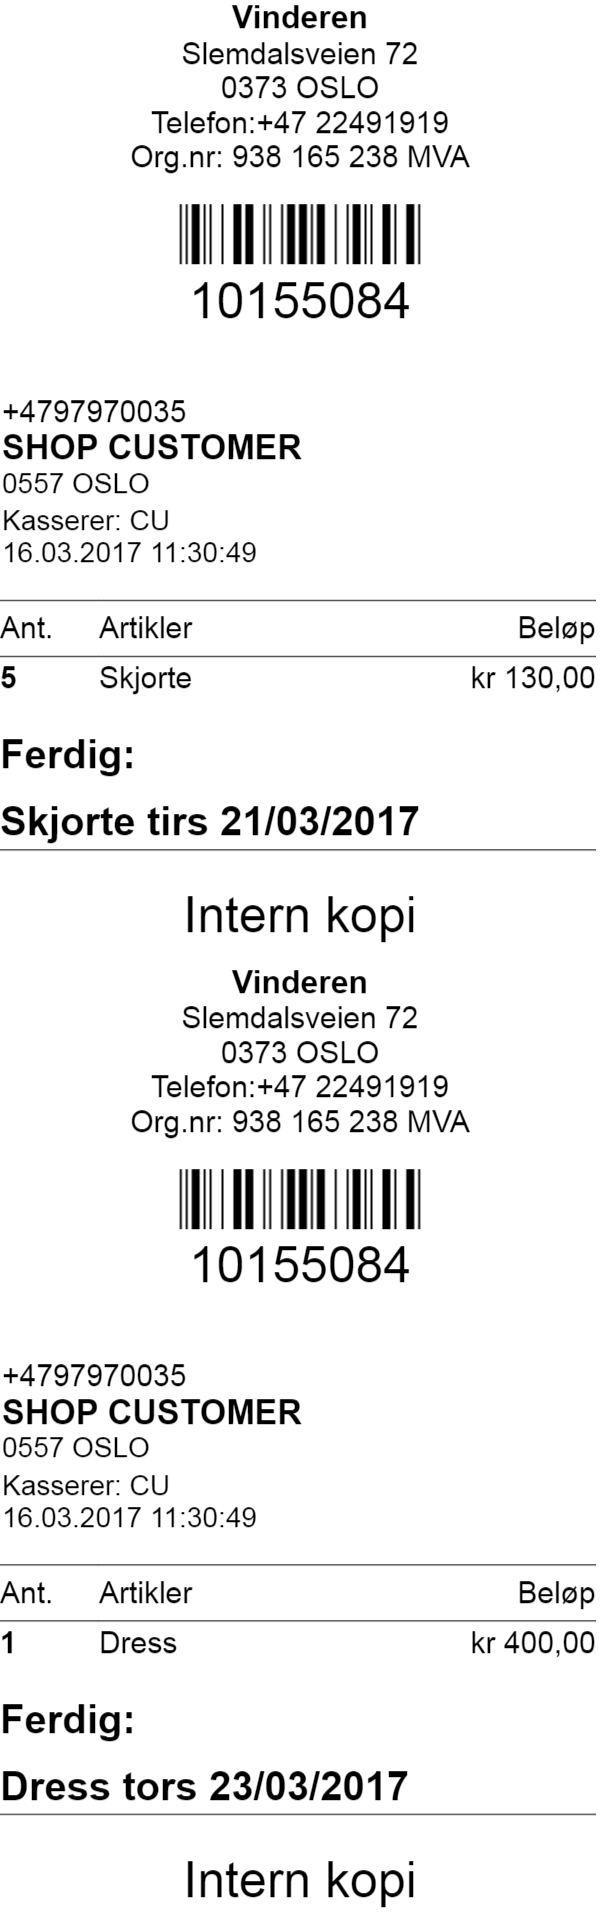 Vinderen
Slemdalsveien 72
0373 OSLO
Telefon:+47 22491919
Org.nr: 938 165 238 MVA
10155084
+4797970035
SHOP CUSTOMER
0557 OSLO
Kasserer: CU
16.03.2017 11:30:49
Ant. Artikler Beløp
5 Skjorte kr 130,00
Ferdig:
Skjorte tirs 21/03/2017
Intern kopi
Vinderen
Slemdalsveien 72
0373 OSLO
Telefon:+47 22491919
Org.nr: 938 165 238 MVA
10155084
+4797970035
SHOP CUSTOMER
0557 OSLO
Kasserer: CU
16.03.2017 11:30:49
Ant. Artikler Beløp
1 Dress kr 400,00
Ferdig:
Dress tors 23/03/2017
Intern kopi